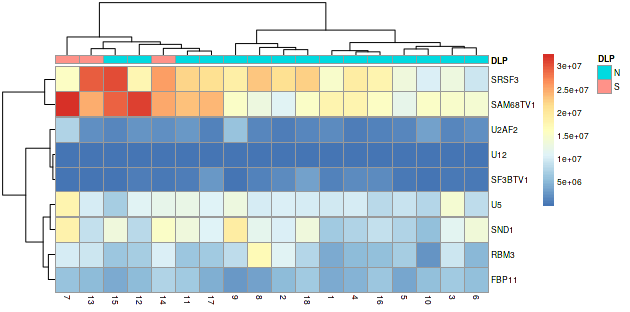 DLP
SRSF3
SAM68TV1
U2AF2
U12
SF3BTV1
U5
SND1
RBM3
FBP11
7 13 15 12 14 11 17 9 8 2 18 1 4 16 5 10 3 6
3e+07
2.5e+07
2e+07
1.5e+07
1e+07
5e+06
DLP
N
S